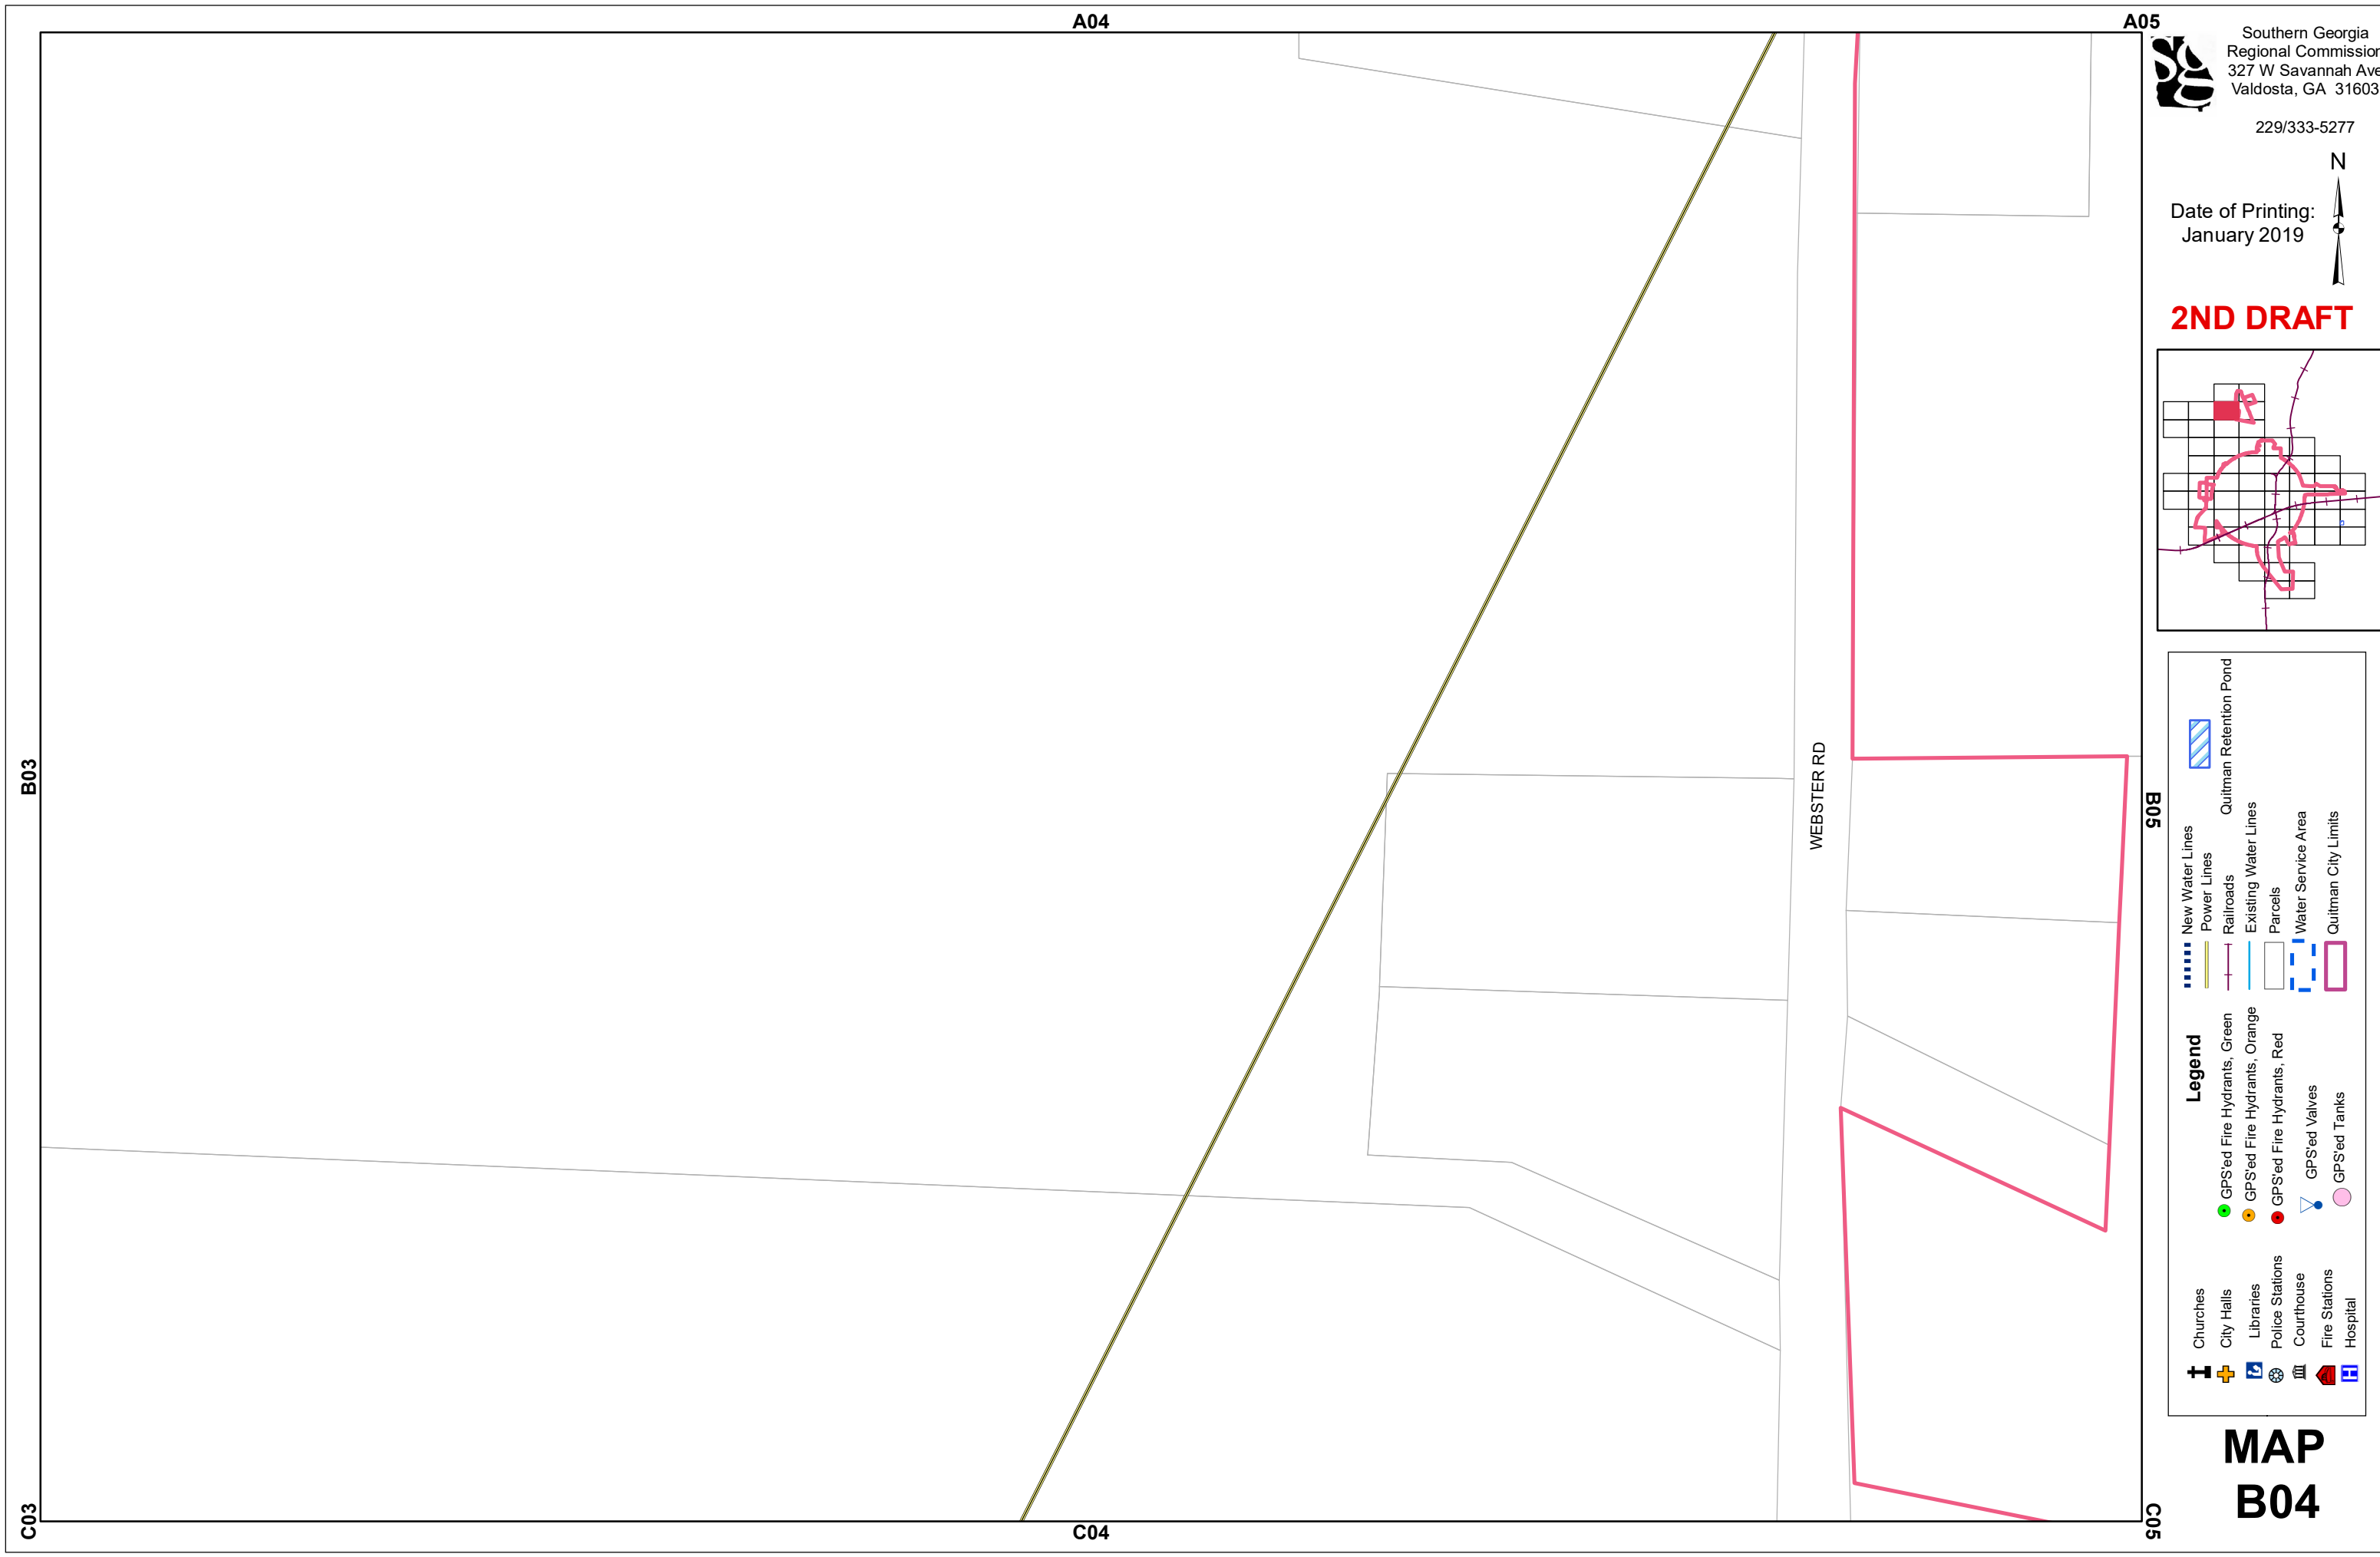 A04
A05
Southern Georgia
Regional Commission
327 W Savannah Ave
Valdosta, GA 31603
229/333-5277
N
Date of Printing:
January 2019
2ND DRAFT
B03
WEBSTER RD
B05
Legend
Churches
City Halls
Libraries
Police Stations
Courthouse
Fire Stations
Hospital
GPS'ed Fire Hydrants, Green
GPS'ed Fire Hydrants, Orange
GPS'ed Fire Hydrants, Red
GPS'ed Valves
GPS'ed Tanks
New Water Lines
Power Lines
Railroads
Existing Water Lines
Parcels
Water Service Area
Quitman City Limits
Quitman Retention Pond
MAP
B04
C03
C04
C05